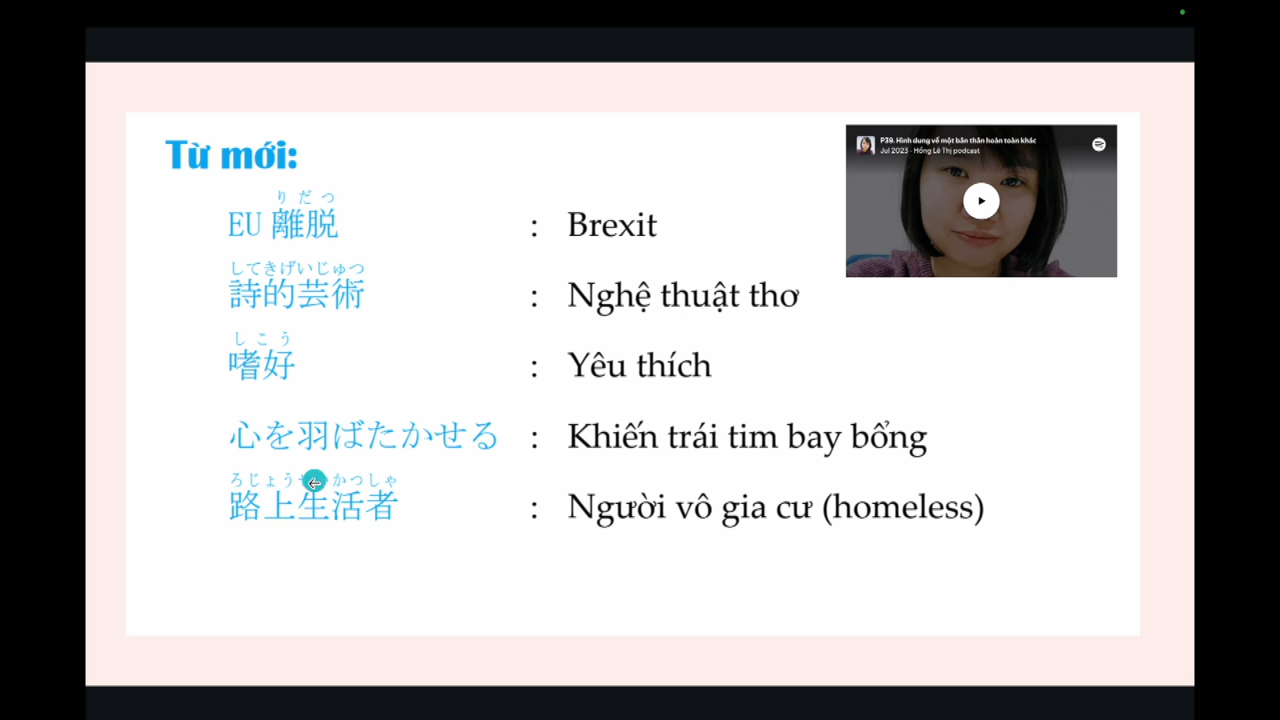 Từ mới:
P39. Hình dung về một bản thân hoàn toàn khác
Jul 2023 · Hồng Lê Thị podcast
りだつ
EU 離脱 : Brexit
してきげいじゅつ
詩的芸術 : Nghệ thuật thơ
しこう
嗜好 : Yêu thích
心を羽ばたかせる : Khiến trái tim bay bổng
ろじょう かつしゃ
路上生活者 : Người vô gia cư (homeless)